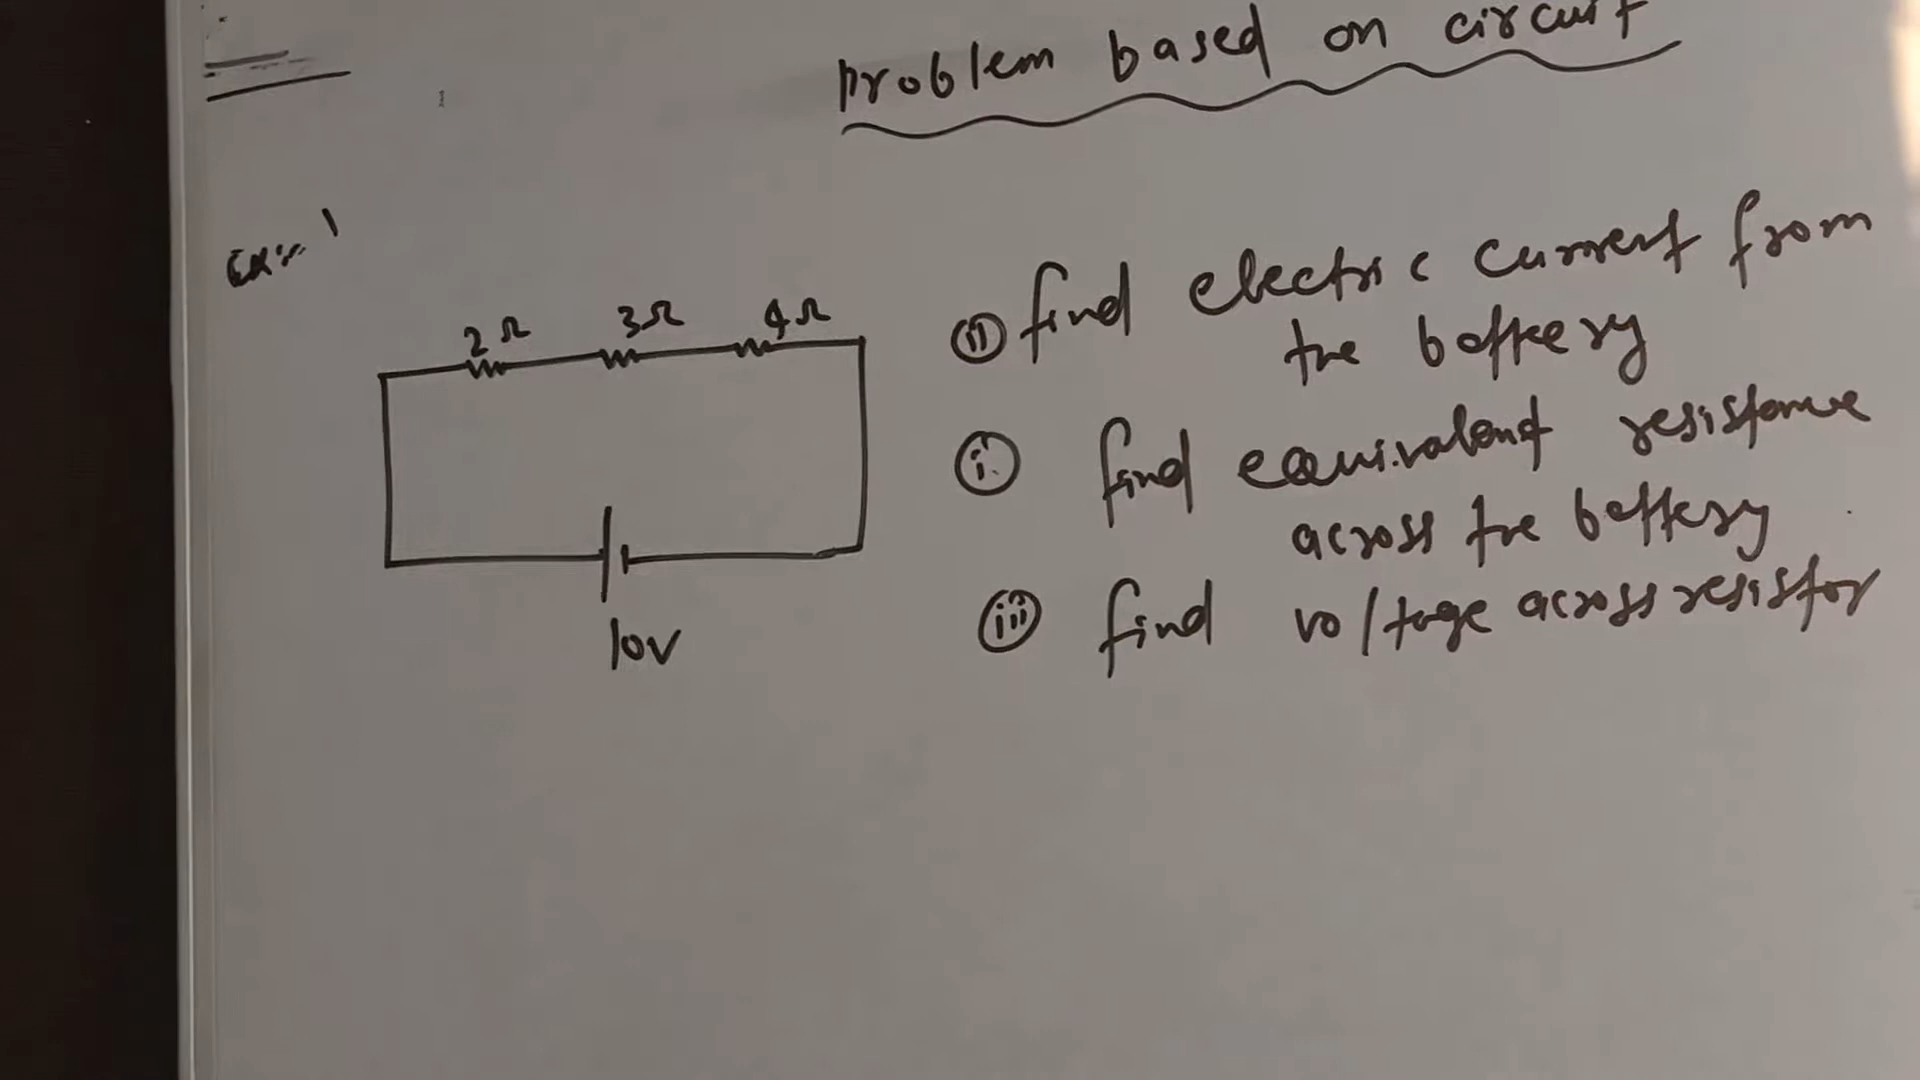 Problem based on circuit
Ex:- 1
2Ω 3Ω 4Ω
10V
(ii) find electric current from
the battery
(i) find equivalent resistance
across the battery
(iii) find voltage across resistor